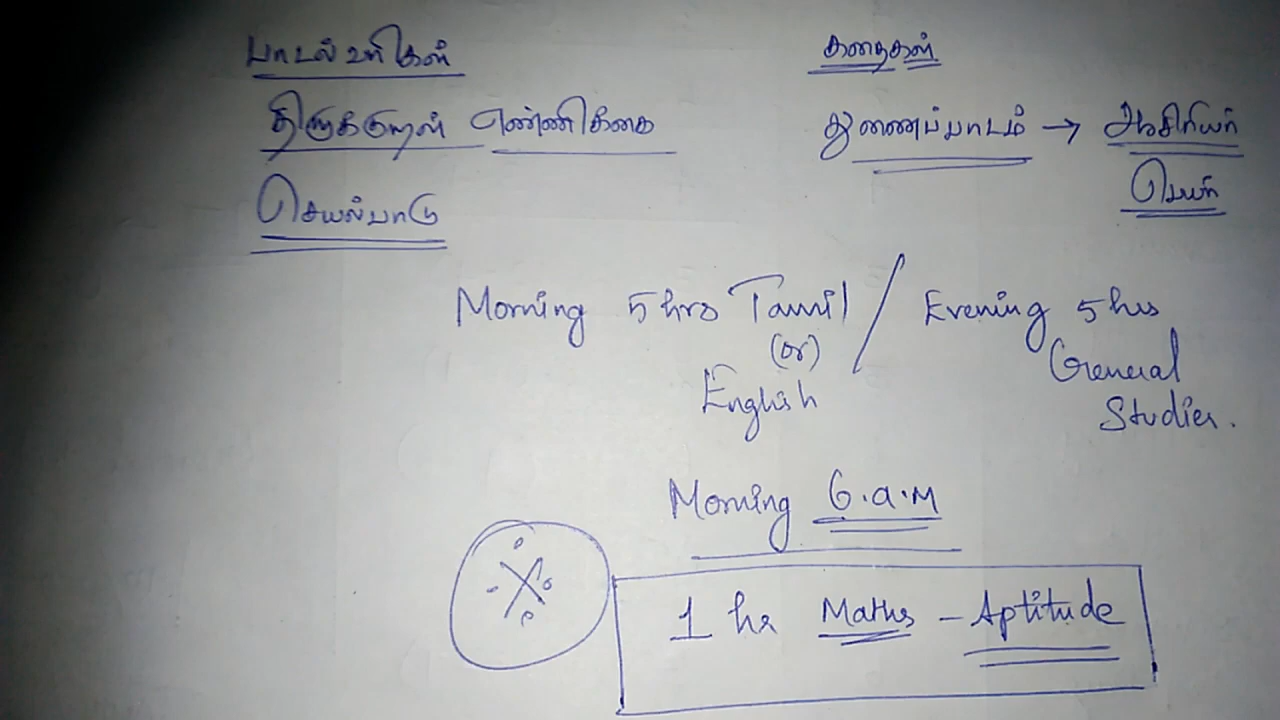 பாடல் வரிகள்
கதைகள்
திருக்குறள் எண்ணிக்கை
துணைப்பாடம் → ஆசிரியர்
பெயர்
செயல்பாடு
Morning 5 hrs Tamil / Evening 5 hrs
(or)
English
General
Studies.
Morning 6.a.m
1 hr Maths - Aptitude